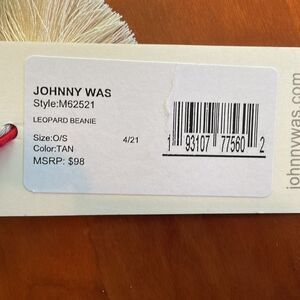 JOHNNY WAS
Style:M62521
LEOPARD BEANIE
Size:O/S 4/21
Color:TAN
MSRP: $98
1 93107 77560 2
johnnywas.com